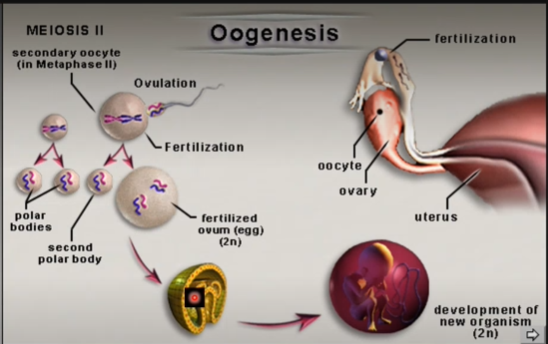 Oogenesis
MEIOSIS II
secondary oocyte
(in Metaphase II)
Ovulation
Fertilization
polar
bodies
second
polar body
fertilized
ovum (egg)
(2n)
fertilization
oocyte
ovary
uterus
development of
new organism
(2n)